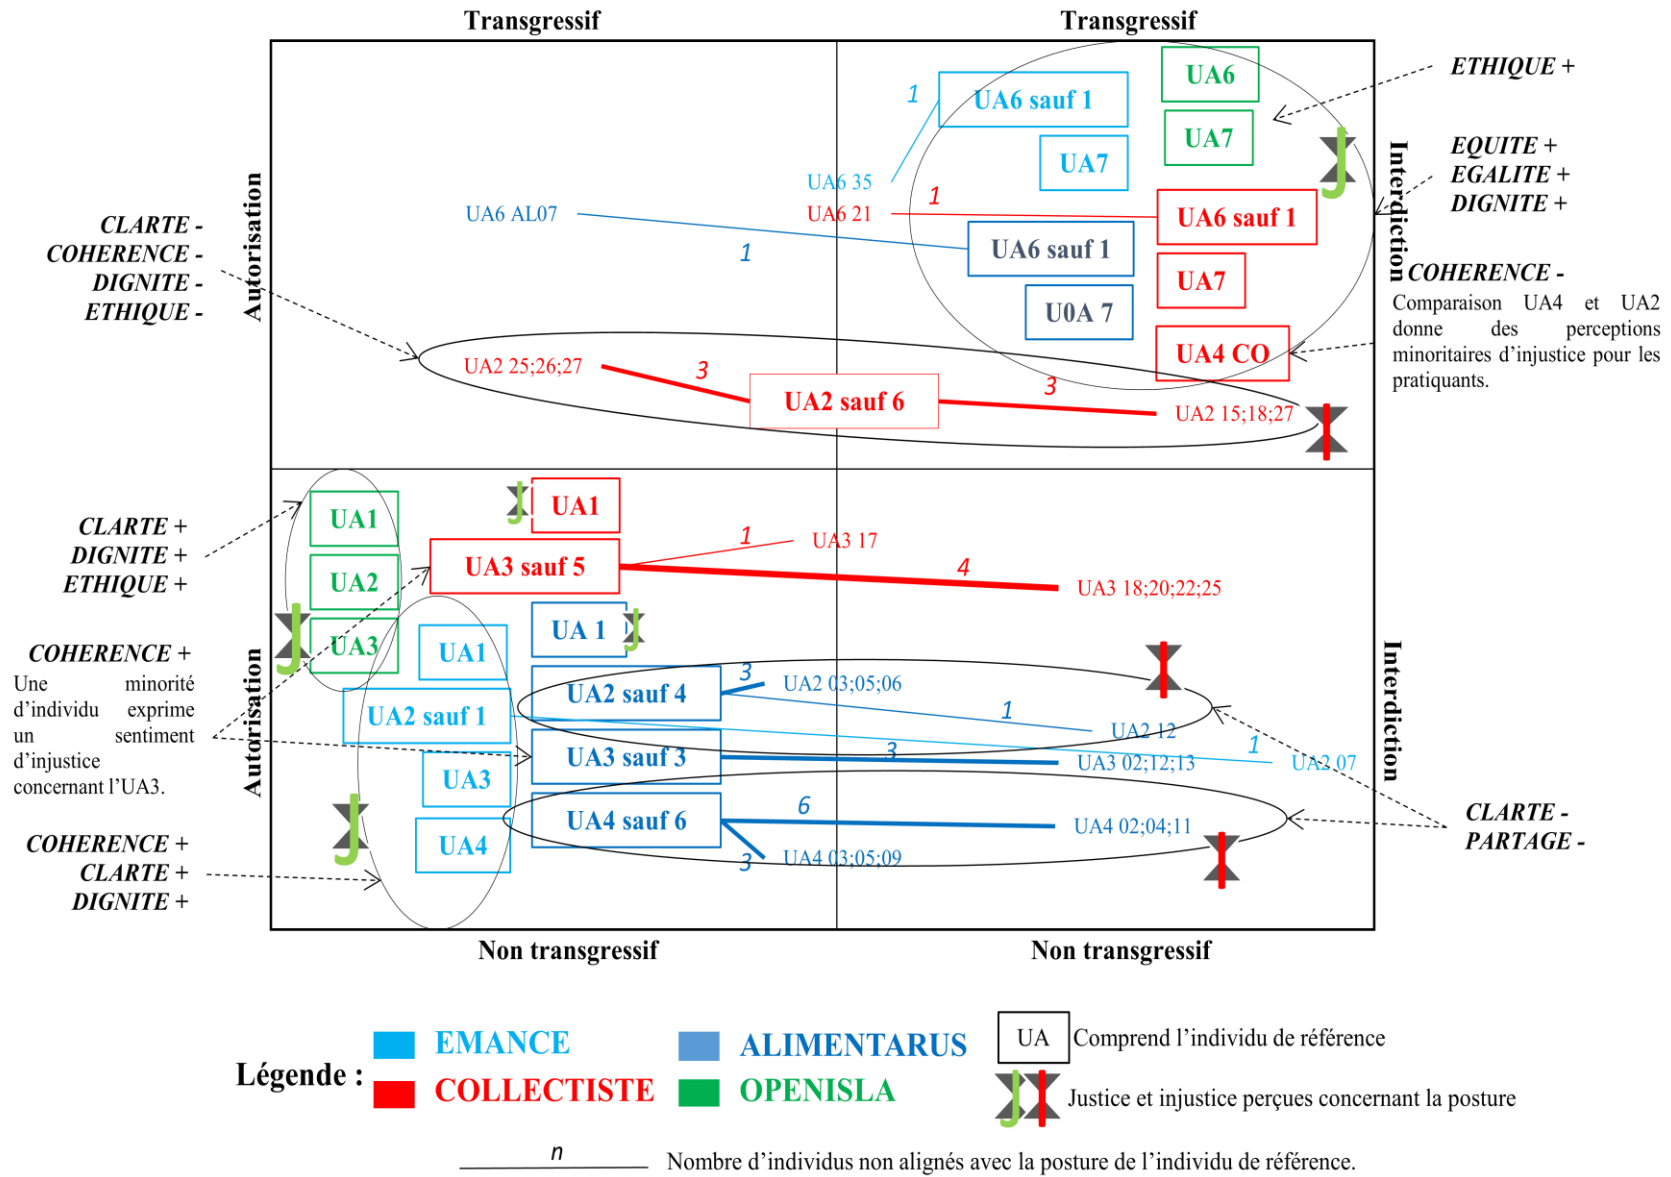 Transgressif
Transgressif
ETHIQUE +
UA6
UA6 sauf 1
1
UA7
UA7
Interdiction
EQUITE +
EGALITE +
DIGNITE +
Autorisation
UA6 35
UA6 21
1
UA6 AL07
UA6 sauf 1
1
UA6 sauf 1
CLARTE -
COHERENCE -
DIGNITE -
ETHIQUE -
UA7
U0A 7
COHERENCE -
Comparaison UA4 et UA2
donne des perceptions
minoritaires d’injustice pour les
pratiquants.
UA4 CO
UA2 25;26;27
3
UA2 sauf 6
3
UA2 15;18;27
UA1
UA1
CLARTE +
DIGNITE +
ETHIQUE +
1
UA3 17
UA3 sauf 5
4
UA3 18;20;22;25
UA2
UA 1
UA3
UA1
COHERENCE +
Une minorité
d’individu exprime
un sentiment
d’injustice
concernant l’UA3.
Autorisation
Interdiction
UA2 sauf 4
3
UA2 03;05;06
UA2 sauf 1
1
UA2 12
1
UA2 07
UA3 sauf 3
3
UA3 02;12;13
UA3
UA4 sauf 6
6
UA4 02;04;11
3
UA4 03;05;09
UA4
CLARTE -
PARTAGE -
COHERENCE +
CLARTE +
DIGNITE +
Non transgressif
Non transgressif
Légende :
EMANCE
ALIMENTARUS
COLLECTISTE
OPENISLA
UA
Comprend l’individu de référence
Justice et injustice perçues concernant la posture
n
Nombre d’individus non alignés avec la posture de l’individu de référence.